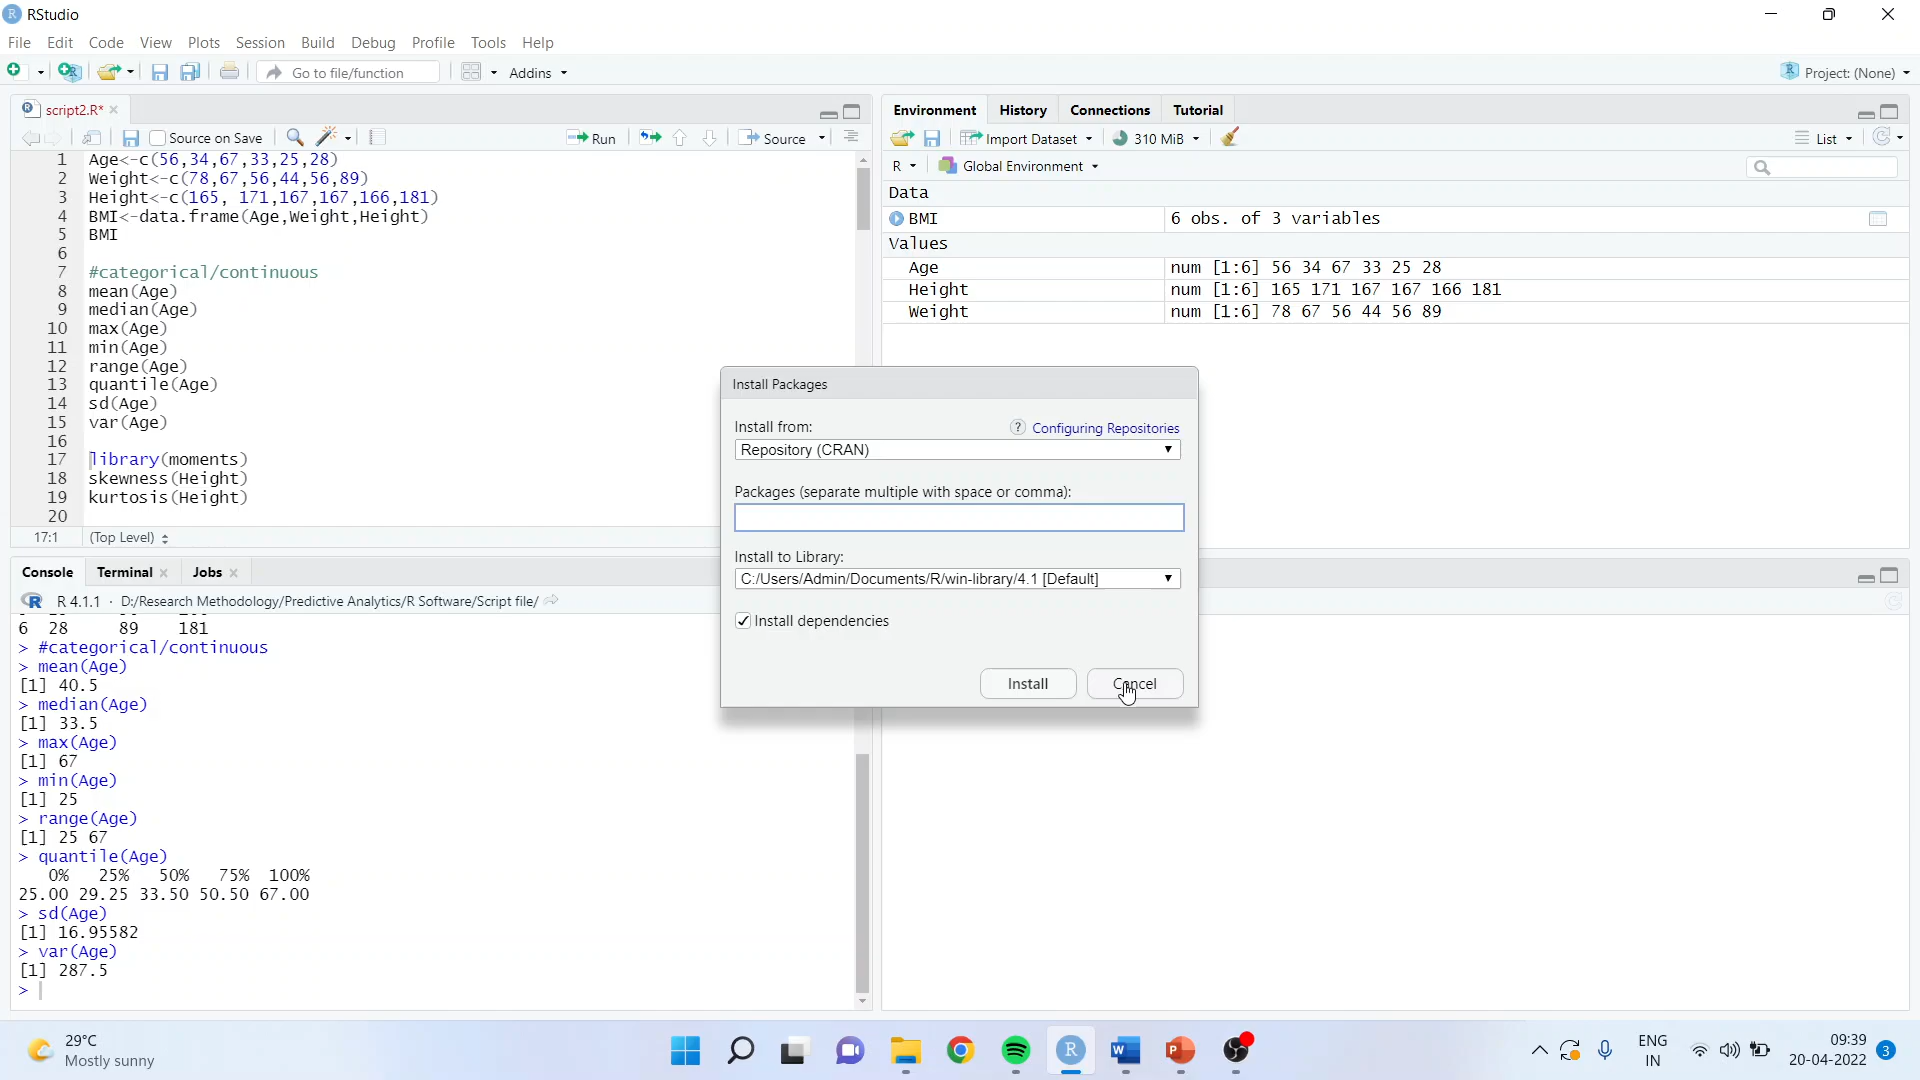 RStudio
File Edit Code View Plots Session Build Debug Profile Tools Help
Go to file/function Addins Project: (None)
script2.R*
Source on Save Run Source
1 Age<-c(56,34,67,33,25,28)
2 Weight<-c(78,67,56,44,56,89)
3 Height<-c(165, 171,167,167,166,181)
4 BMI<-data.frame(Age,Weight,Height)
5 BMI
6
7 #categorical/continuous
8 mean(Age)
9 median(Age)
10 max(Age)
11 min(Age)
12 range(Age)
13 quantile(Age)
14 sd(Age)
15 var(Age)
16
17 library(moments)
18 skewness(Height)
19 kurtosis(Height)
20
17:1 (Top Level)
Environment History Connections Tutorial
Import Dataset 310 MiB List
R Global Environment
Data
BMI 6 obs. of 3 variables
Values
Age num [1:6] 56 34 67 33 25 28
Height num [1:6] 165 171 167 167 166 181
Weight num [1:6] 78 67 56 44 56 89
Install Packages
Install from: ? Configuring Repositories
Repository (CRAN)
Packages (separate multiple with space or comma):
Install to Library:
C:/Users/Admin/Documents/R/win-library/4.1 [Default]
Install dependencies
Install Cancel
Console Terminal Jobs
R 4.1.1 · D:/Research Methodology/Predictive Analytics/R Software/Script file/
6 28 89 181
> #categorical/continuous
> mean(Age)
[1] 40.5
> median(Age)
[1] 33.5
> max(Age)
[1] 67
> min(Age)
[1] 25
> range(Age)
[1] 25 67
> quantile(Age)
0% 25% 50% 75% 100%
25.00 29.25 33.50 50.50 67.00
> sd(Age)
[1] 16.95582
> var(Age)
[1] 287.5
>
29°C
Mostly sunny
ENG
IN
09:39
20-04-2022
3